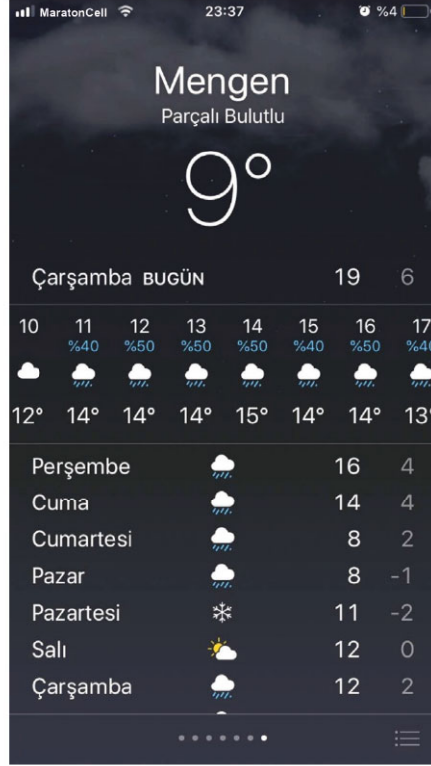 MaratonCell 23:37 %4
Mengen
Parçalı Bulutlu
9°
Çarşamba BUGÜN 19 6
10 11 12 13 14 15 16 17
%40 %50 %50 %50 %40 %50 %40
12° 14° 14° 14° 15° 14° 14° 13°
Perşembe 16 4
Cuma 14 4
Cumartesi 8 2
Pazar 8 -1
Pazartesi 11 -2
Salı 12 0
Çarşamba 12 2